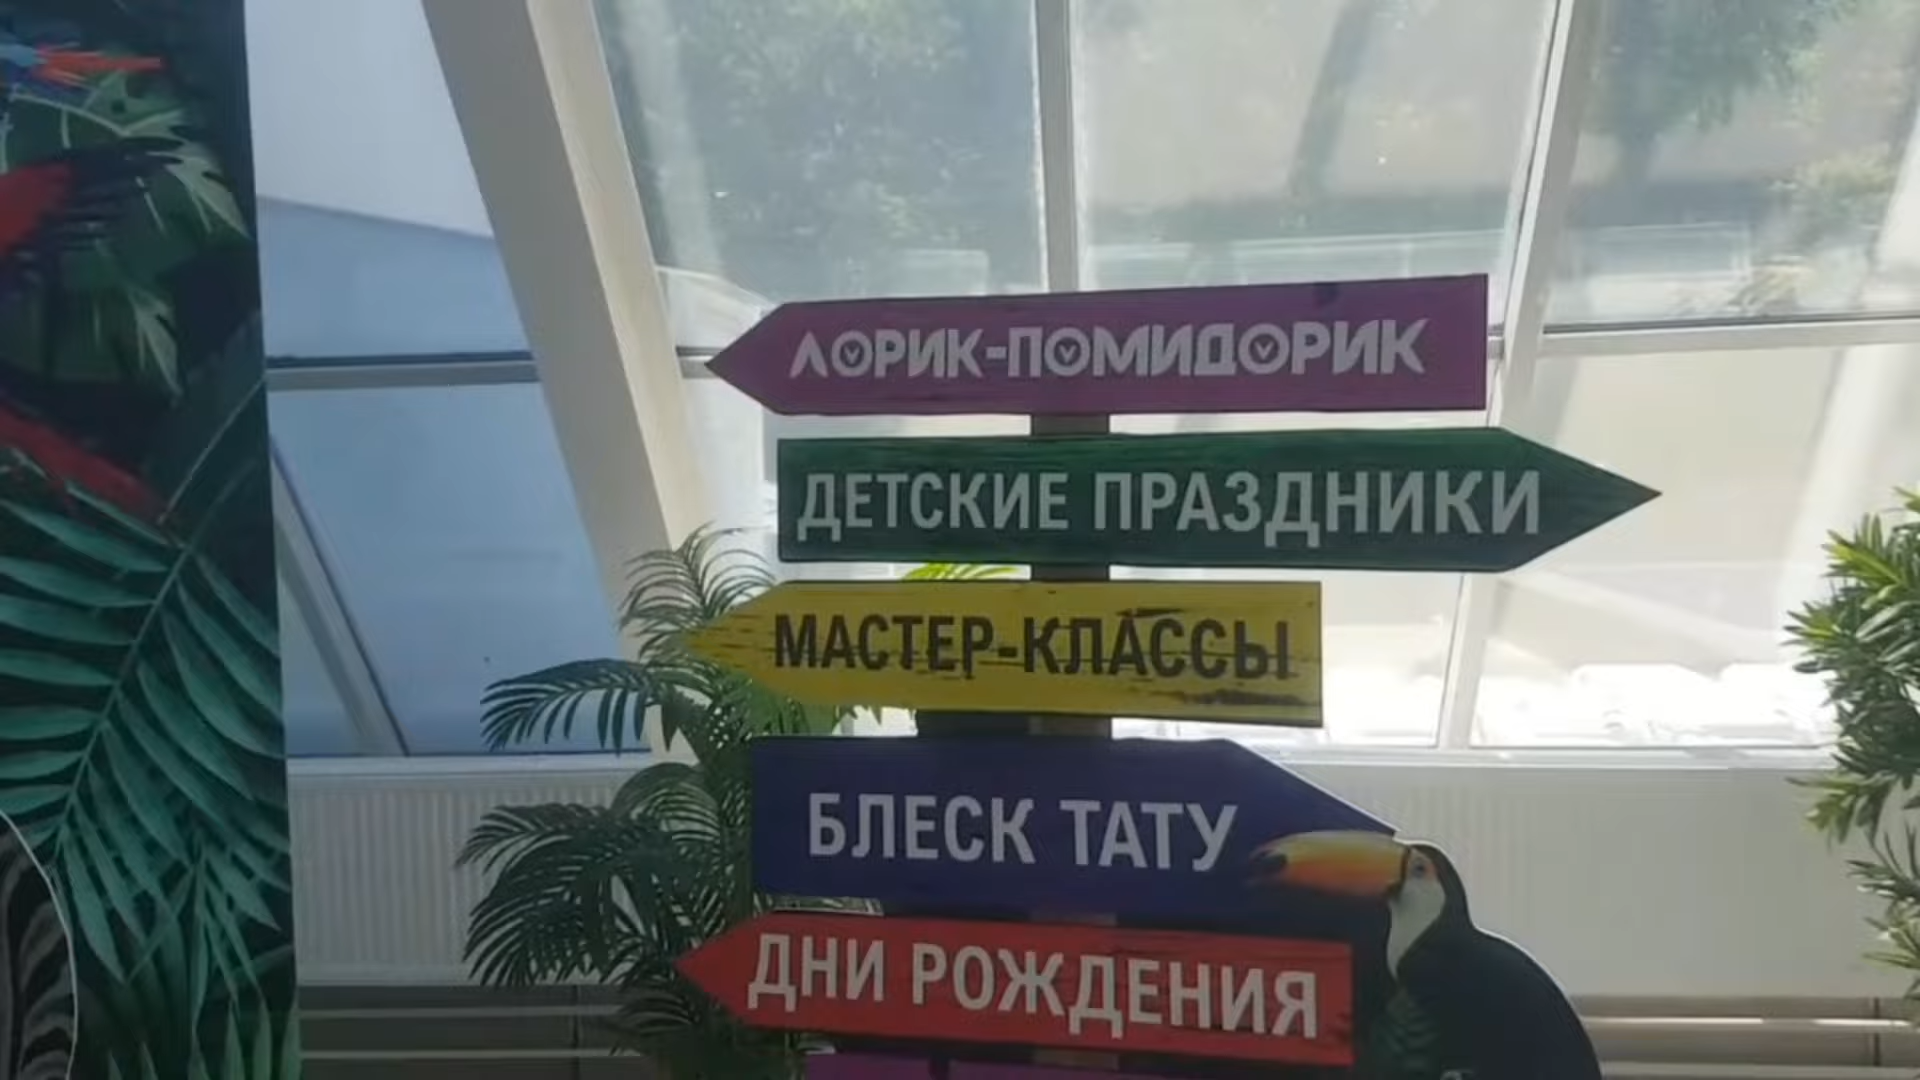 ЛОРИК-ПОМИДОРИК
ДЕТСКИЕ ПРАЗДНИКИ
МАСТЕР-КЛАССЫ
БЛЕСК ТАТУ
ДНИ РОЖДЕНИЯ